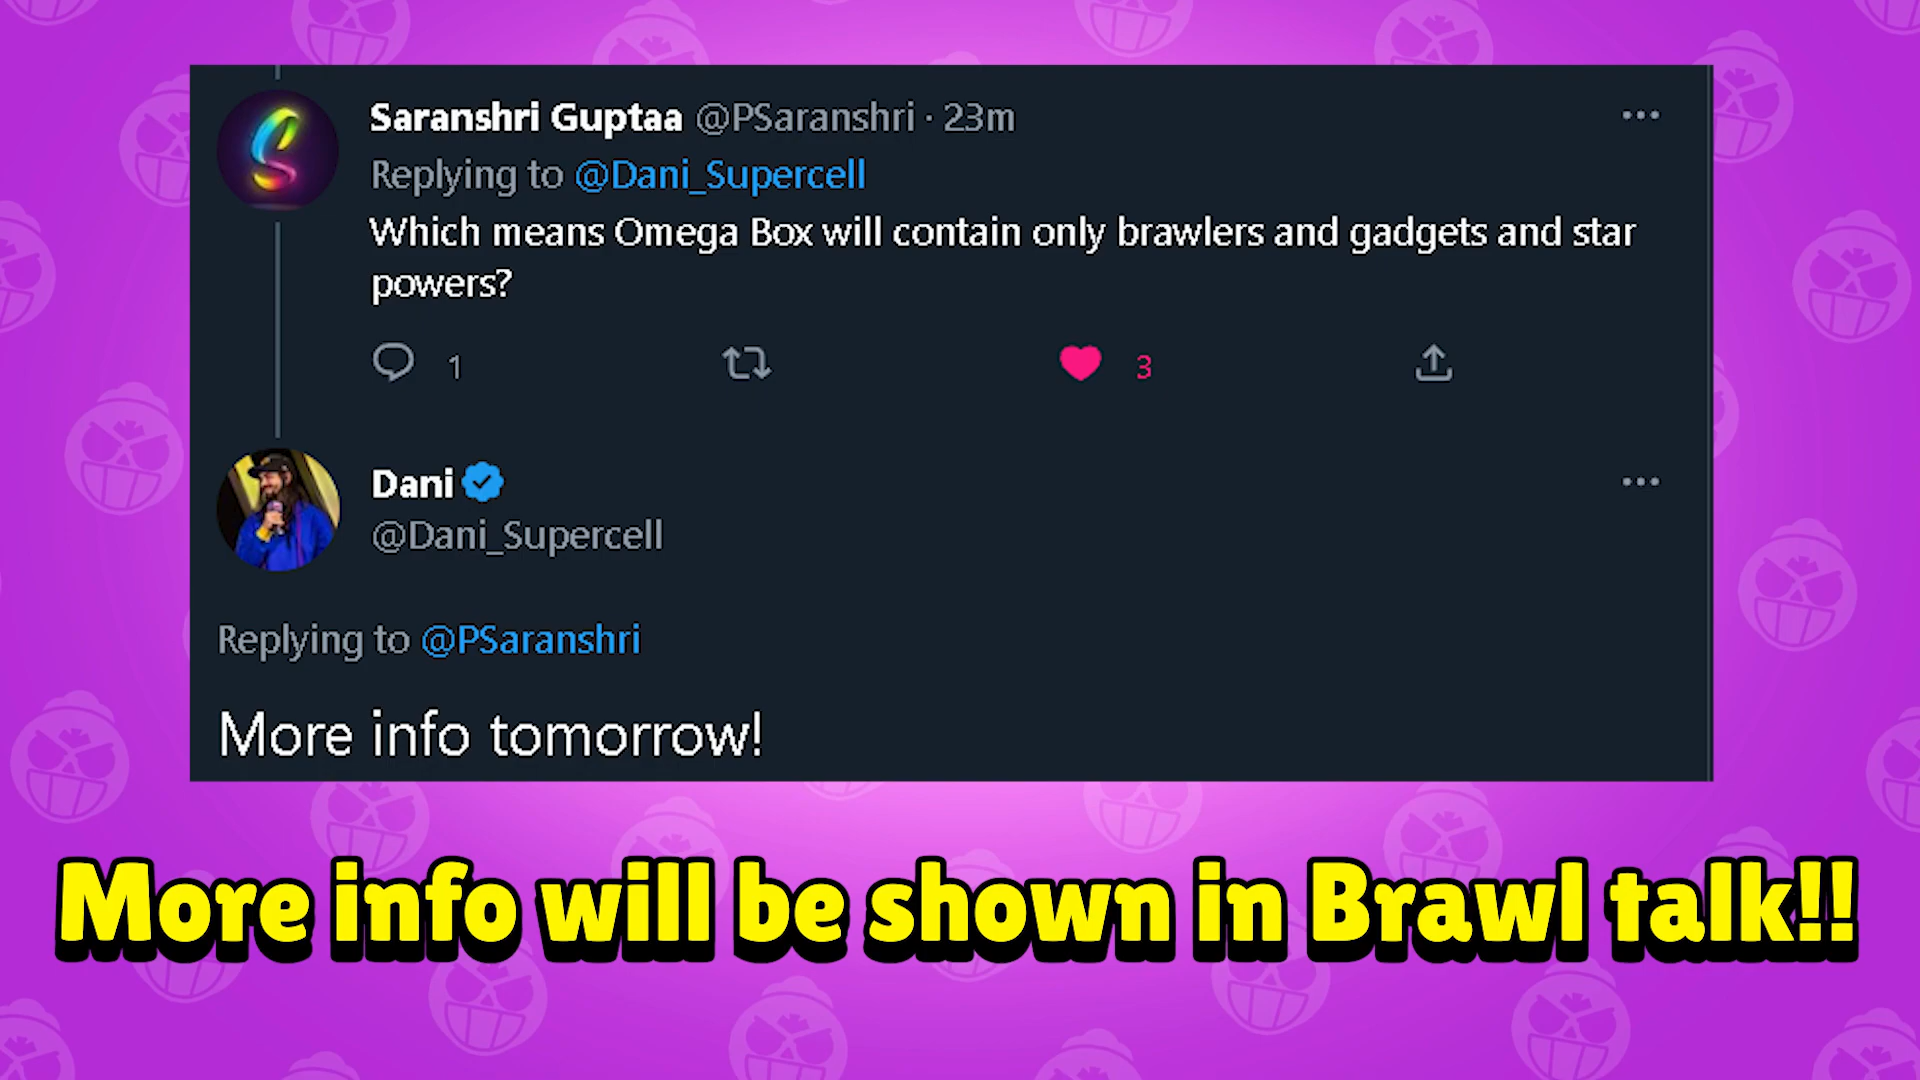 Saranshri Guptaa @PSaranshri · 23m
Replying to @Dani_Supercell
Which means Omega Box will contain only brawlers and gadgets and star
powers?
1 3
Dani
@Dani_Supercell
Replying to @PSaranshri
More info tomorrow!
More info will be shown in Brawl talk!!